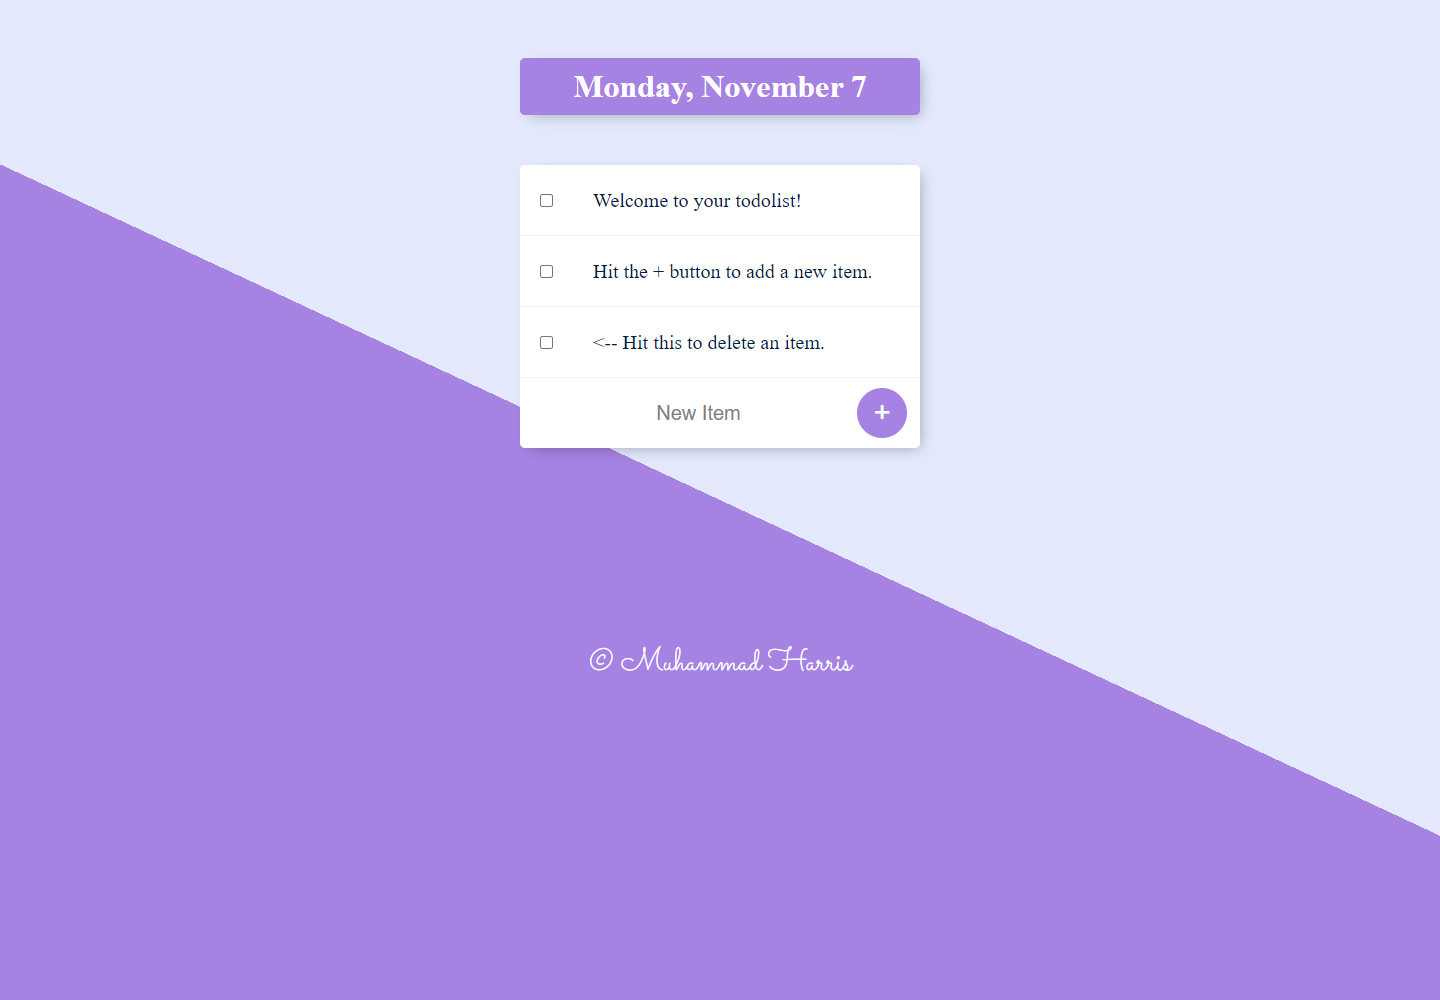 Monday, November 7
Welcome to your todolist!
Hit the + button to add a new item.
<-- Hit this to delete an item.
New Item +
© Muhammad Harris